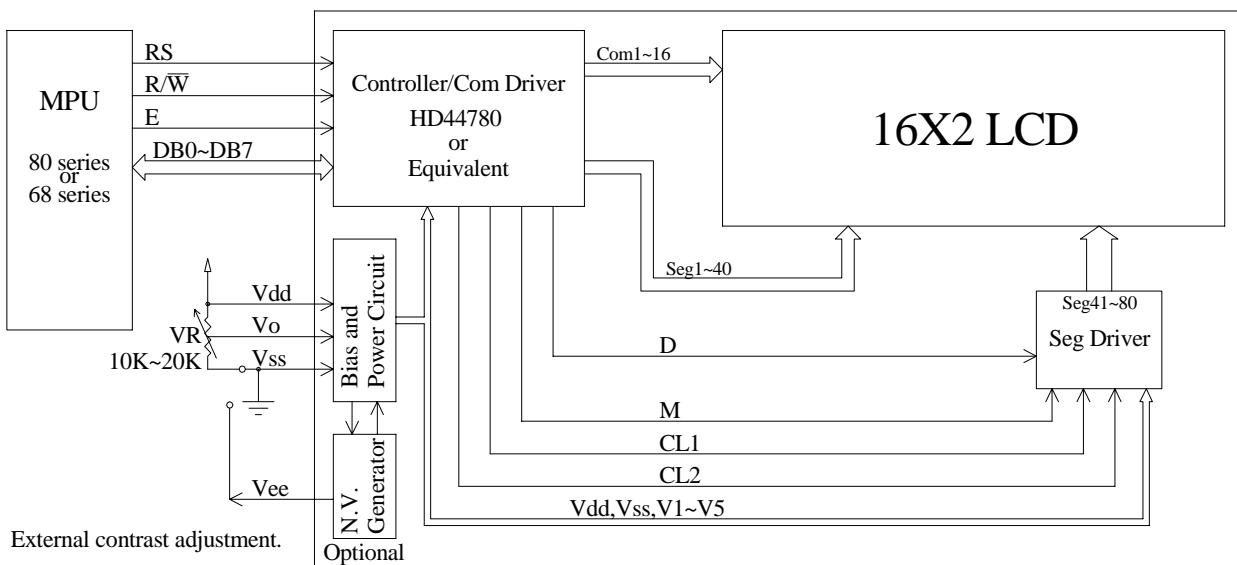 MPU
80 series
or
68 series
RS
R/W̅
E
DB0~DB7
Controller/Com Driver
HD44780
or
Equivalent
Com1~16
16X2 LCD
Seg1~40
Seg41~80
Seg Driver
Vdd
Vo
VR
10K~20K
Vss
Bias and
Power Circuit
D
M
CL1
CL2
Vdd,Vss,V1~V5
Vee
N.V.
Generator
Optional
External contrast adjustment.